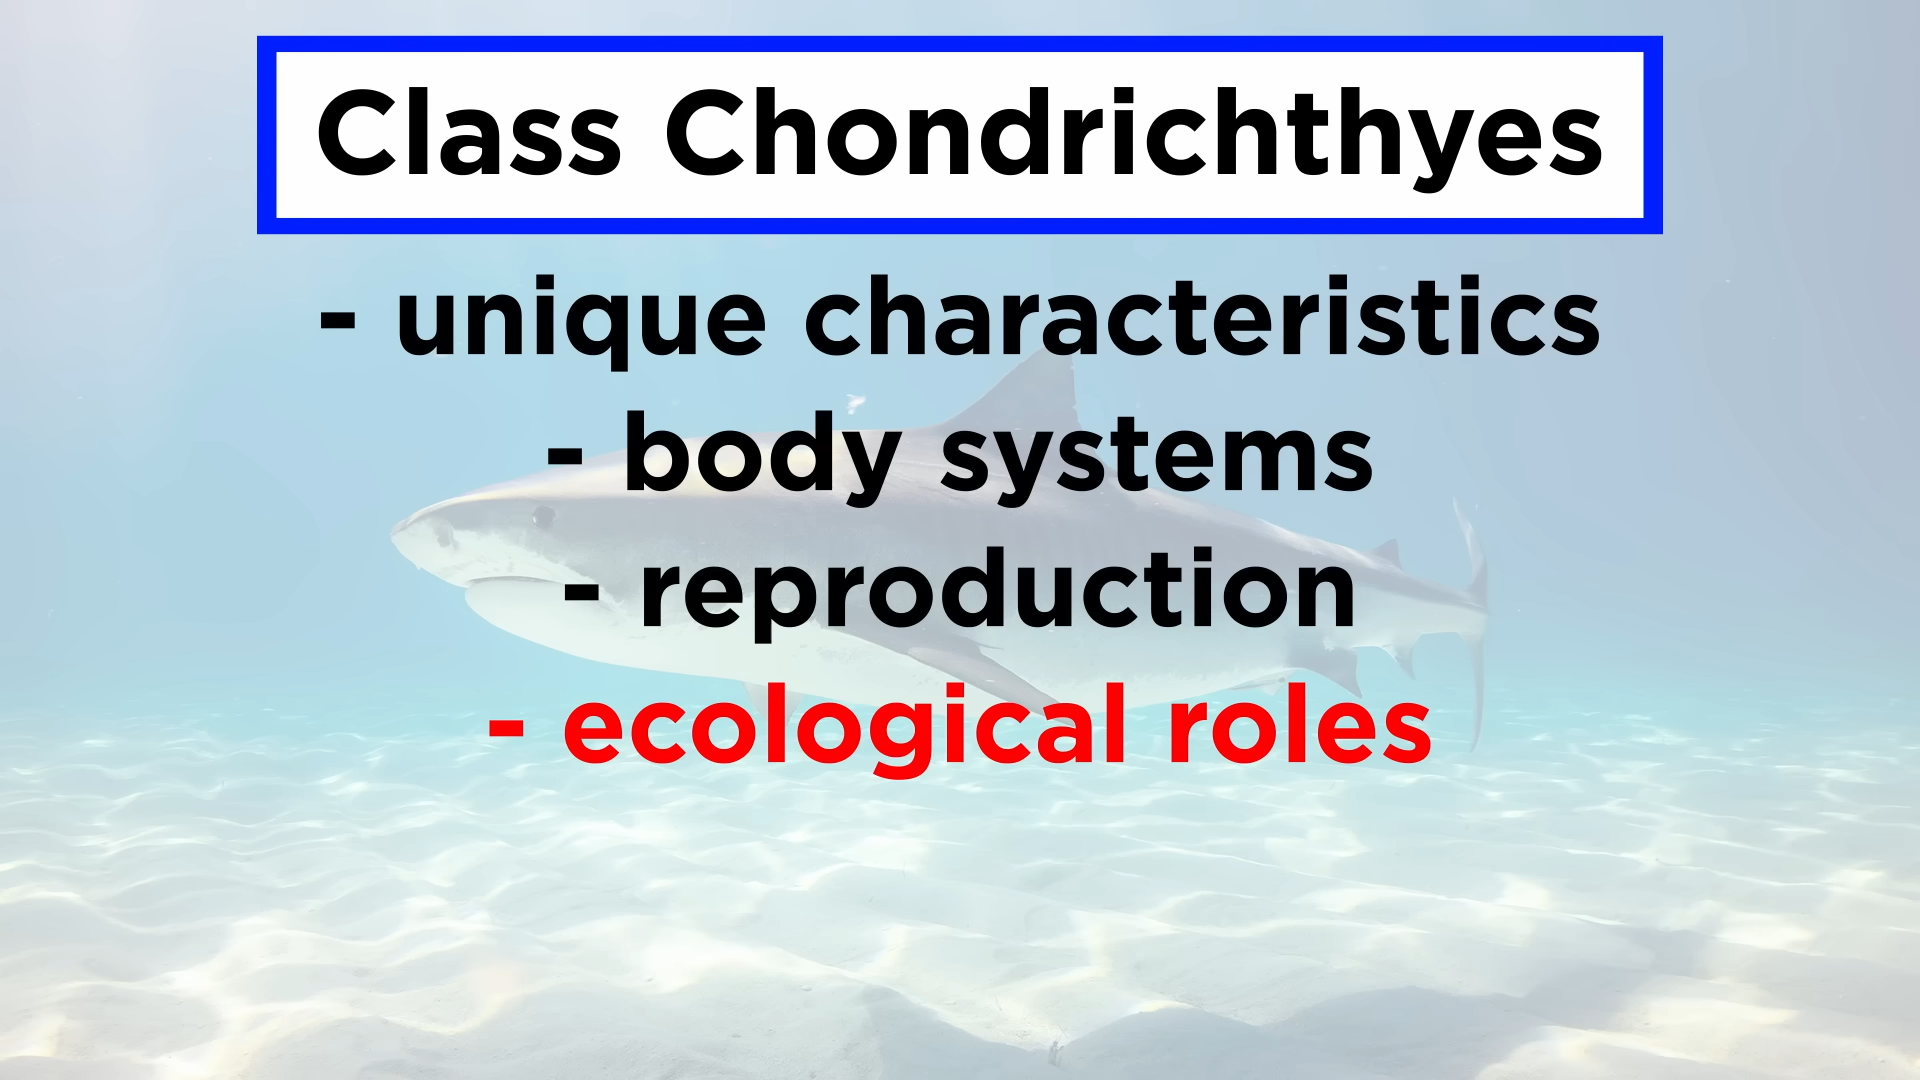 Class Chondrichthyes
- unique characteristics
- body systems
- reproduction
- ecological roles